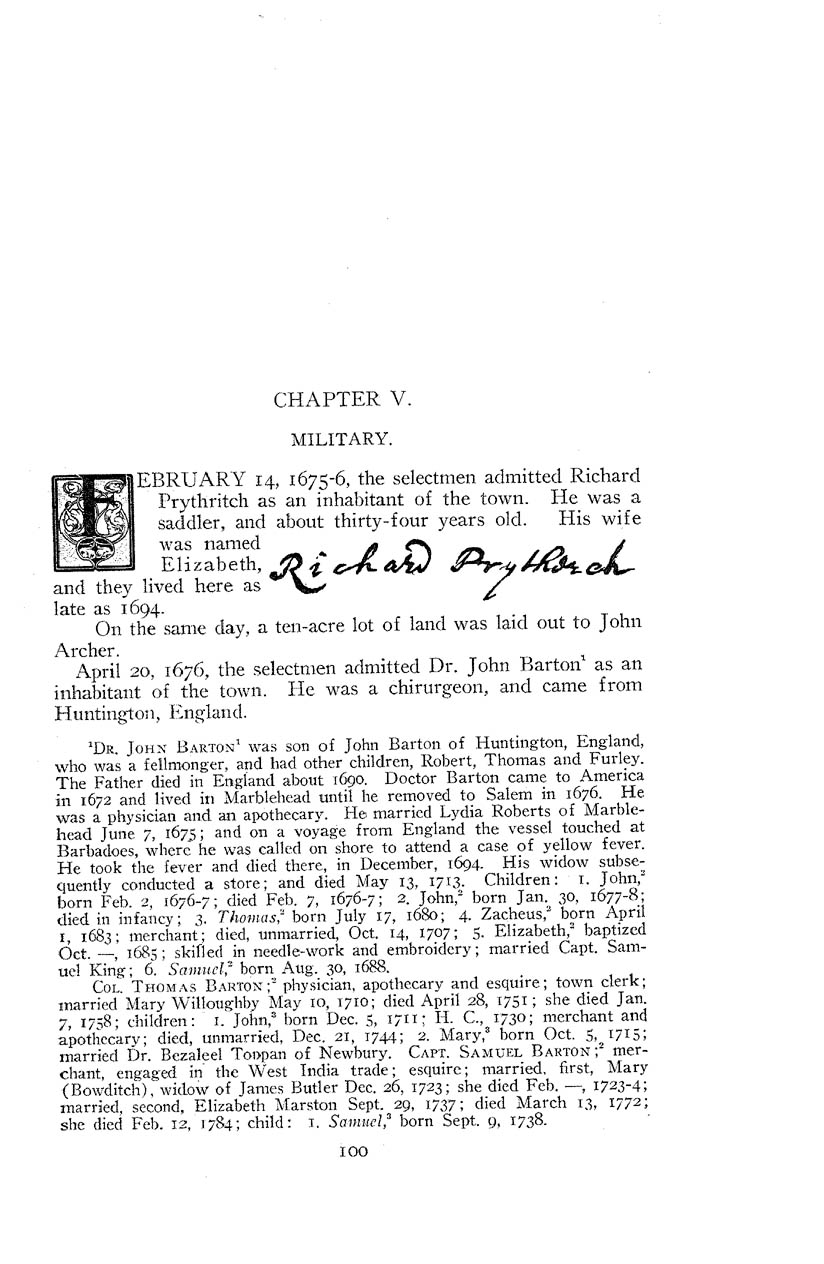 CHAPTER V.
MILITARY.
FEBRUARY 14, 1675-6, the selectmen admitted Richard
Prythritch as an inhabitant of the town. He was a
saddler, and about thirty-four years old. His wife
was named
Elizabeth,
Richard Prytherch
and they lived here as
late as 1694.
On the same day, a ten-acre lot of land was laid out to John
Archer.
April 20, 1676, the selectmen admitted Dr. John Barton¹ as an
inhabitant of the town. He was a chirurgeon, and came from
Huntington, England.
¹DR. JOHN BARTON¹ was son of John Barton of Huntington, England,
who was a fellmonger, and had other children, Robert, Thomas and Furley.
The Father died in England about 1690. Doctor Barton came to America
in 1672 and lived in Marblehead until he removed to Salem in 1676. He
was a physician and an apothecary. He married Lydia Roberts of Marble-
head June 7, 1675; and on a voyage from England the vessel touched at
Barbadoes, where he was called on shore to attend a case of yellow fever.
He took the fever and died there, in December, 1694. His widow subse-
quently conducted a store; and died May 13, 1713. Children: 1. John,²
born Feb. 2, 1676-7; died Feb. 7, 1676-7; 2. John,² born Jan. 30, 1677-8;
died in infancy; 3. Thomas,² born July 17, 1680; 4. Zacheus,² born April
1, 1683; merchant; died, unmarried, Oct. 14, 1707; 5. Elizabeth,² baptized
Oct. —, 1685; skilled in needle-work and embroidery; married Capt. Sam-
uel King; 6. Samuel,² born Aug. 30, 1688.
COL. THOMAS BARTON;² physician, apothecary and esquire; town clerk;
married Mary Willoughby May 10, 1710; died April 28, 1751; she died Jan.
7, 1758; children: 1. John,³ born Dec. 5, 1711; H. C., 1730; merchant and
apothecary; died, unmarried, Dec. 21, 1744; 2. Mary,³ born Oct. 5, 1715;
married Dr. Bezaleel Toppan of Newbury. CAPT. SAMUEL BARTON;² mer-
chant, engaged in the West India trade; esquire; married, first, Mary
(Bowditch), widow of James Butler Dec. 26, 1723; she died Feb. —, 1723-4;
married, second, Elizabeth Marston Sept. 29, 1737; died March 13, 1772;
she died Feb. 12, 1784; child: 1. Samuel,³ born Sept. 9, 1738.
100